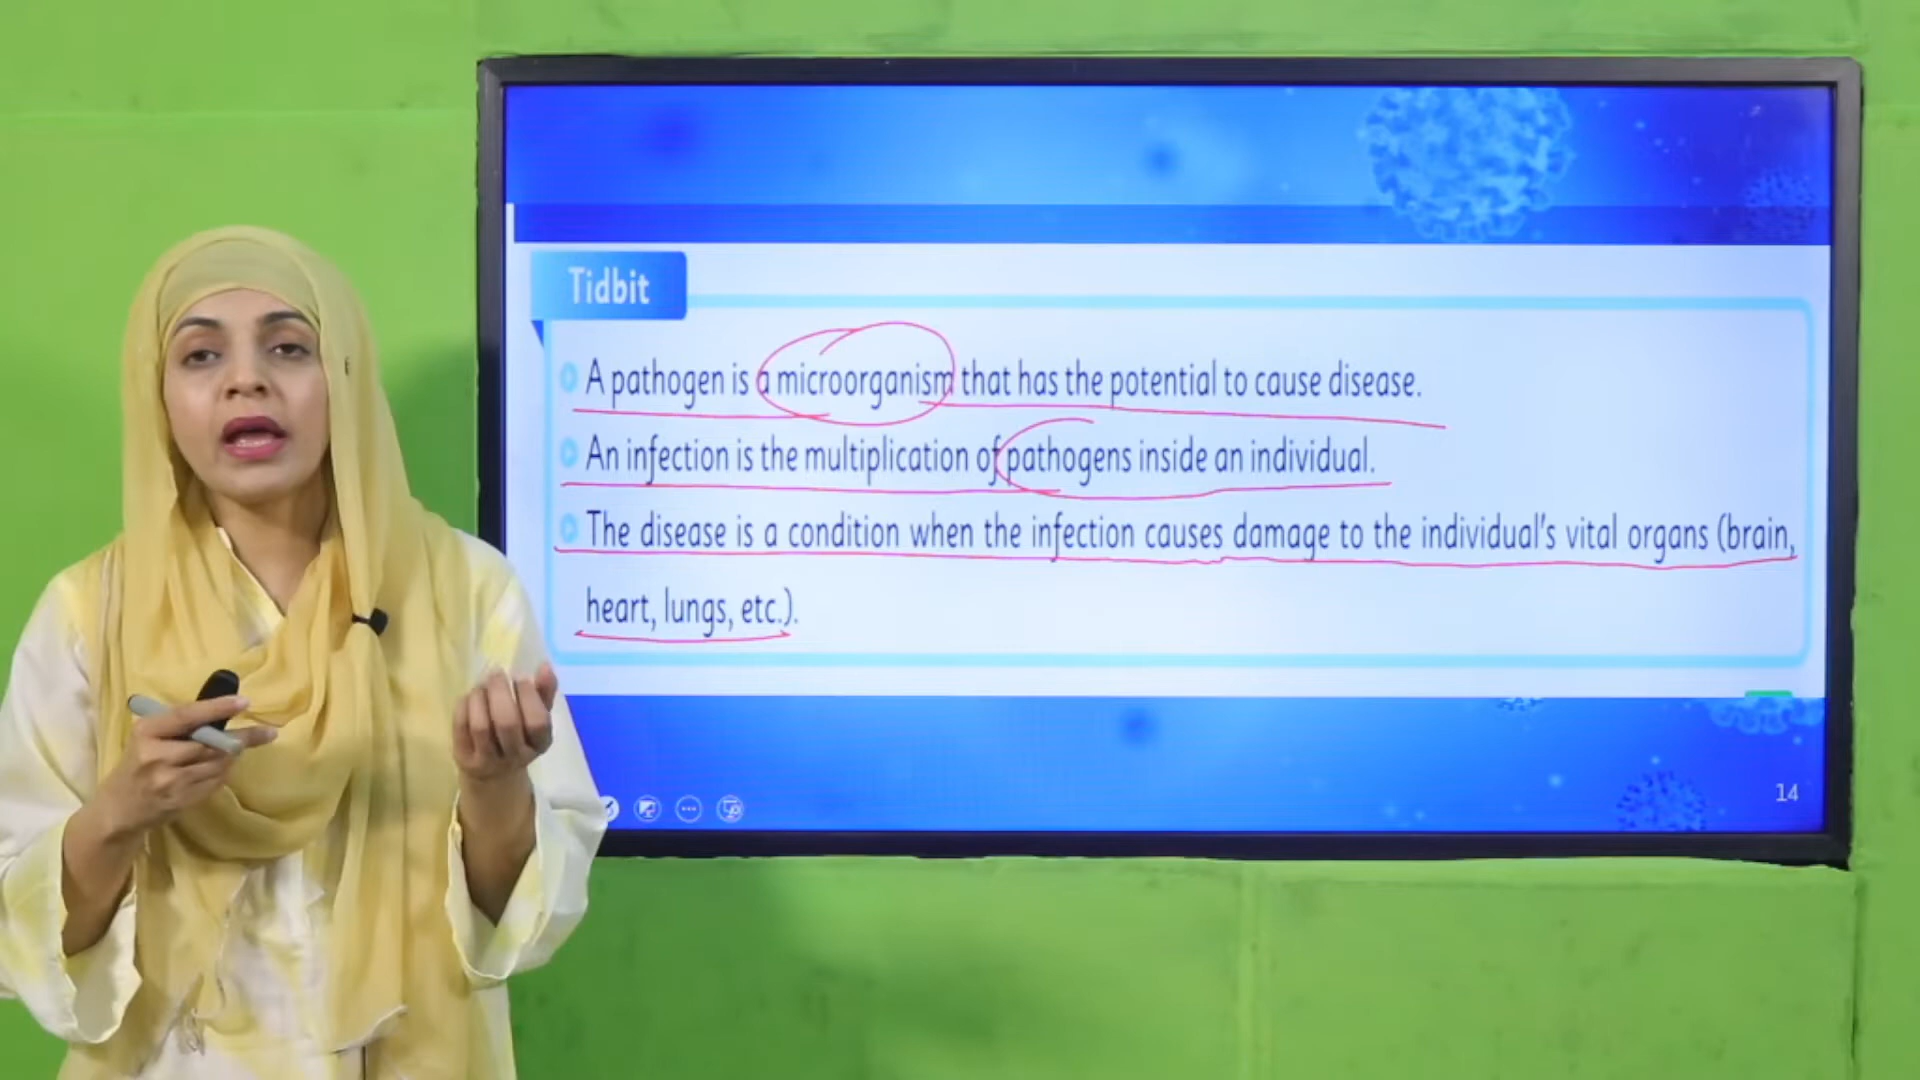 Tidbit
A pathogen is a microorganism that has the potential to cause disease.
An infection is the multiplication of pathogens inside an individual.
The disease is a condition when the infection causes damage to the individual's vital organs (brain,
heart, lungs, etc.).
14